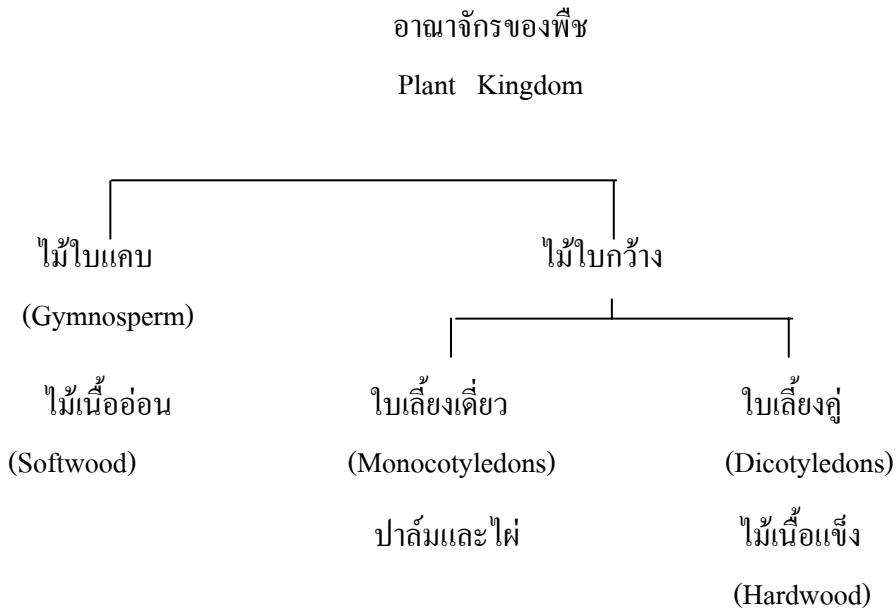 อาณาจักรของพืช
Plant Kingdom
ไม้ใบแคบ
(Gymnosperm)
ไม้เนื้ออ่อน
(Softwood)
ไม้ใบกว้าง
ใบเลี้ยงเดี่ยว
(Monocotyledons)
ปาล์มและไผ่
ใบเลี้ยงคู่
(Dicotyledons)
ไม้เนื้อแข็ง
(Hardwood)